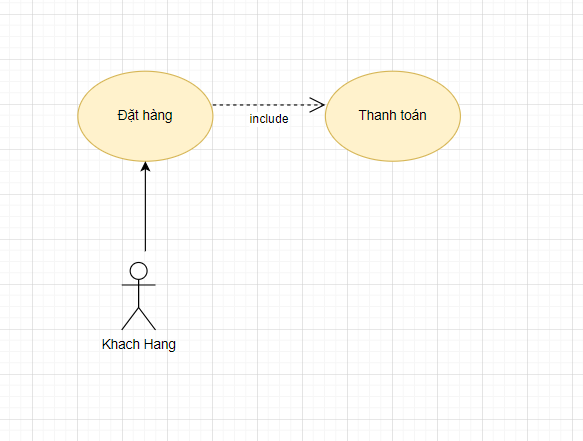 Đặt hàng
include
Thanh toán
Khach Hang